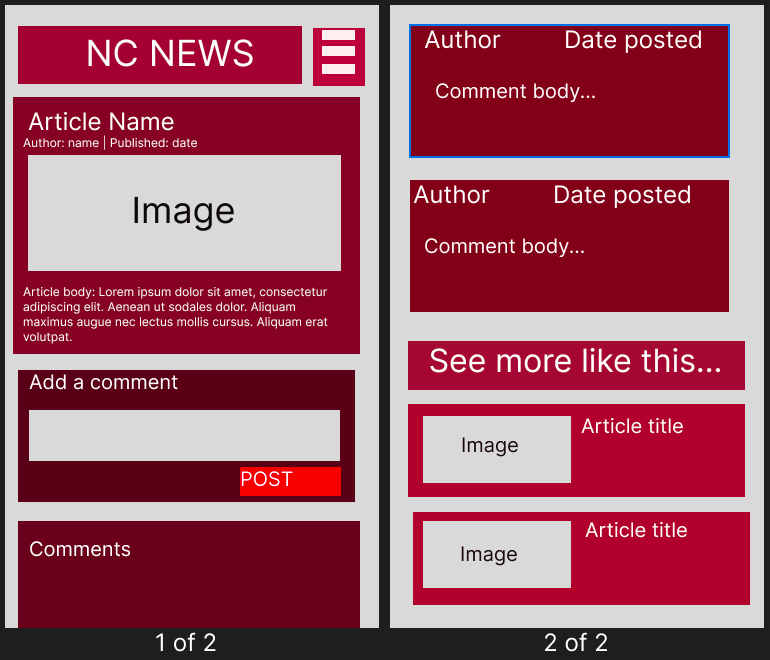 NC NEWS
Article Name
Author: name | Published: date
Image
Article body: Lorem ipsum dolor sit amet, consectetur
adipiscing elit. Aenean ut sodales dolor. Aliquam
maximus augue nec lectus mollis cursus. Aliquam erat
volutpat.
Add a comment
POST
Comments
1 of 2
Author Date posted
Comment body...
Author Date posted
Comment body...
See more like this...
Image Article title
Image Article title
2 of 2